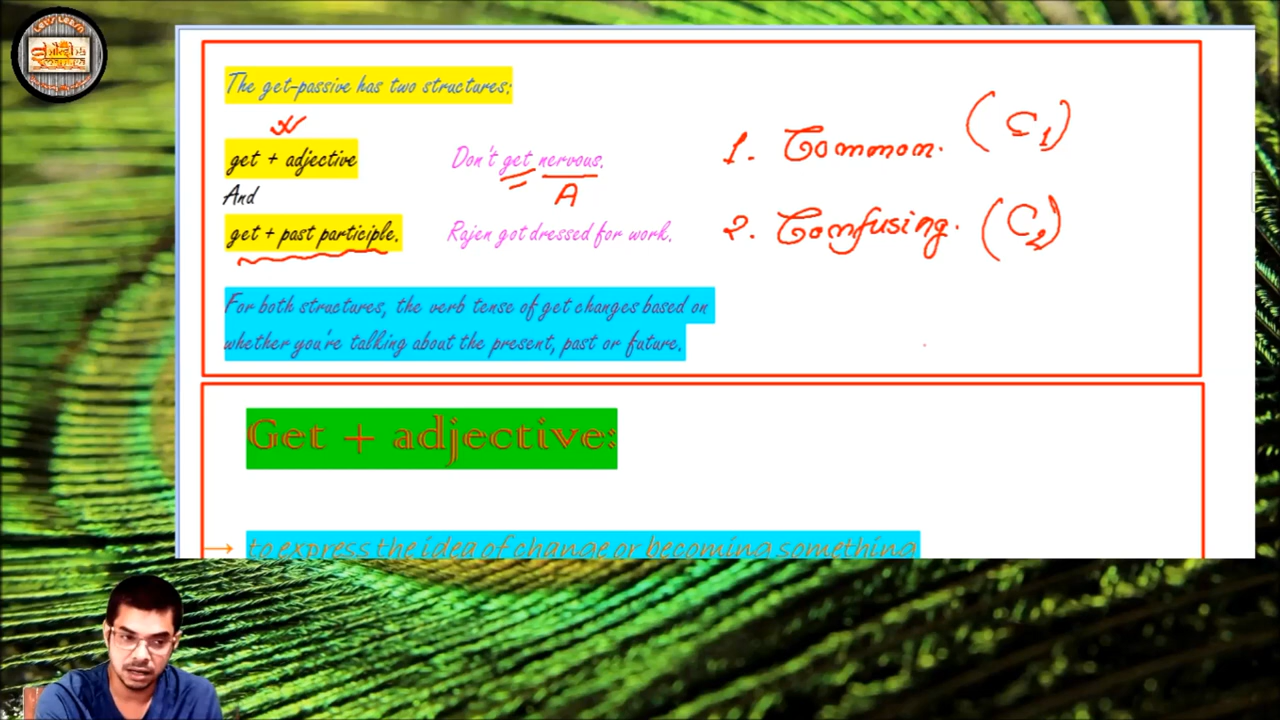 The get-passive has two structures:
get + adjective
Don't get nervous.
A
And
get + past participle.
Rajen got dressed for work.
1. Common. (C1)
2. Comfusing. (C2)
For both structures, the verb tense of get changes based on
whether you're talking about the present, past or future.
Get + adjective:
→ to express the idea of change or becoming something